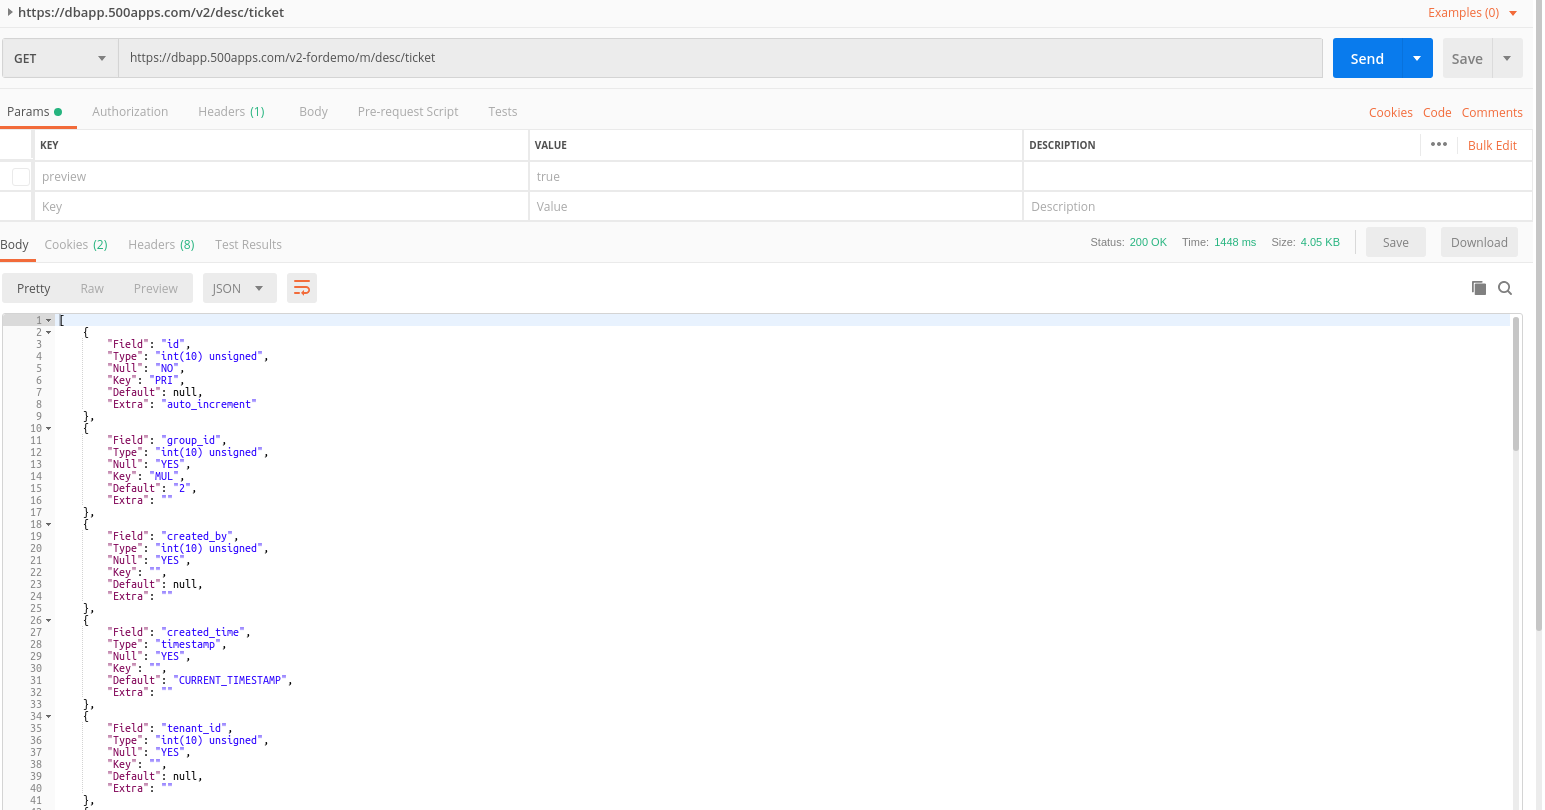 https://dbapp.500apps.com/v2/desc/ticket
Examples (0)
GET
https://dbapp.500apps.com/v2-fordemo/m/desc/ticket
Send
Save
Params Authorization Headers (1) Body Pre-request Script Tests
Cookies Code Comments
KEY VALUE DESCRIPTION ••• Bulk Edit
preview true
Key Value Description
Body Cookies (2) Headers (8) Test Results
Status: 200 OK Time: 1448 ms Size: 4.05 KB Save Download
Pretty Raw Preview JSON
1 [
2 {
3 "Field": "id",
4 "Type": "int(10) unsigned",
5 "Null": "NO",
6 "Key": "PRI",
7 "Default": null,
8 "Extra": "auto_increment"
9 },
10 {
11 "Field": "group_id",
12 "Type": "int(10) unsigned",
13 "Null": "YES",
14 "Key": "MUL",
15 "Default": "2",
16 "Extra": ""
17 },
18 {
19 "Field": "created_by",
20 "Type": "int(10) unsigned",
21 "Null": "YES",
22 "Key": "",
23 "Default": null,
24 "Extra": ""
25 },
26 {
27 "Field": "created_time",
28 "Type": "timestamp",
29 "Null": "YES",
30 "Key": "",
31 "Default": "CURRENT_TIMESTAMP",
32 "Extra": ""
33 },
34 {
35 "Field": "tenant_id",
36 "Type": "int(10) unsigned",
37 "Null": "YES",
38 "Key": "",
39 "Default": null,
40 "Extra": ""
41 },